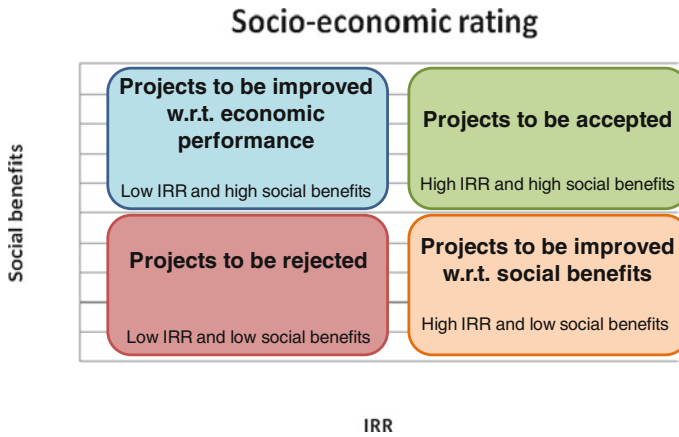 Socio-economic rating
Projects to be improved
w.r.t. economic
performance
Low IRR and high social benefits
Projects to be accepted
High IRR and high social benefits
Social benefits
Projects to be rejected
Low IRR and low social benefits
Projects to be improved
w.r.t. social benefits
High IRR and low social benefits
IRR